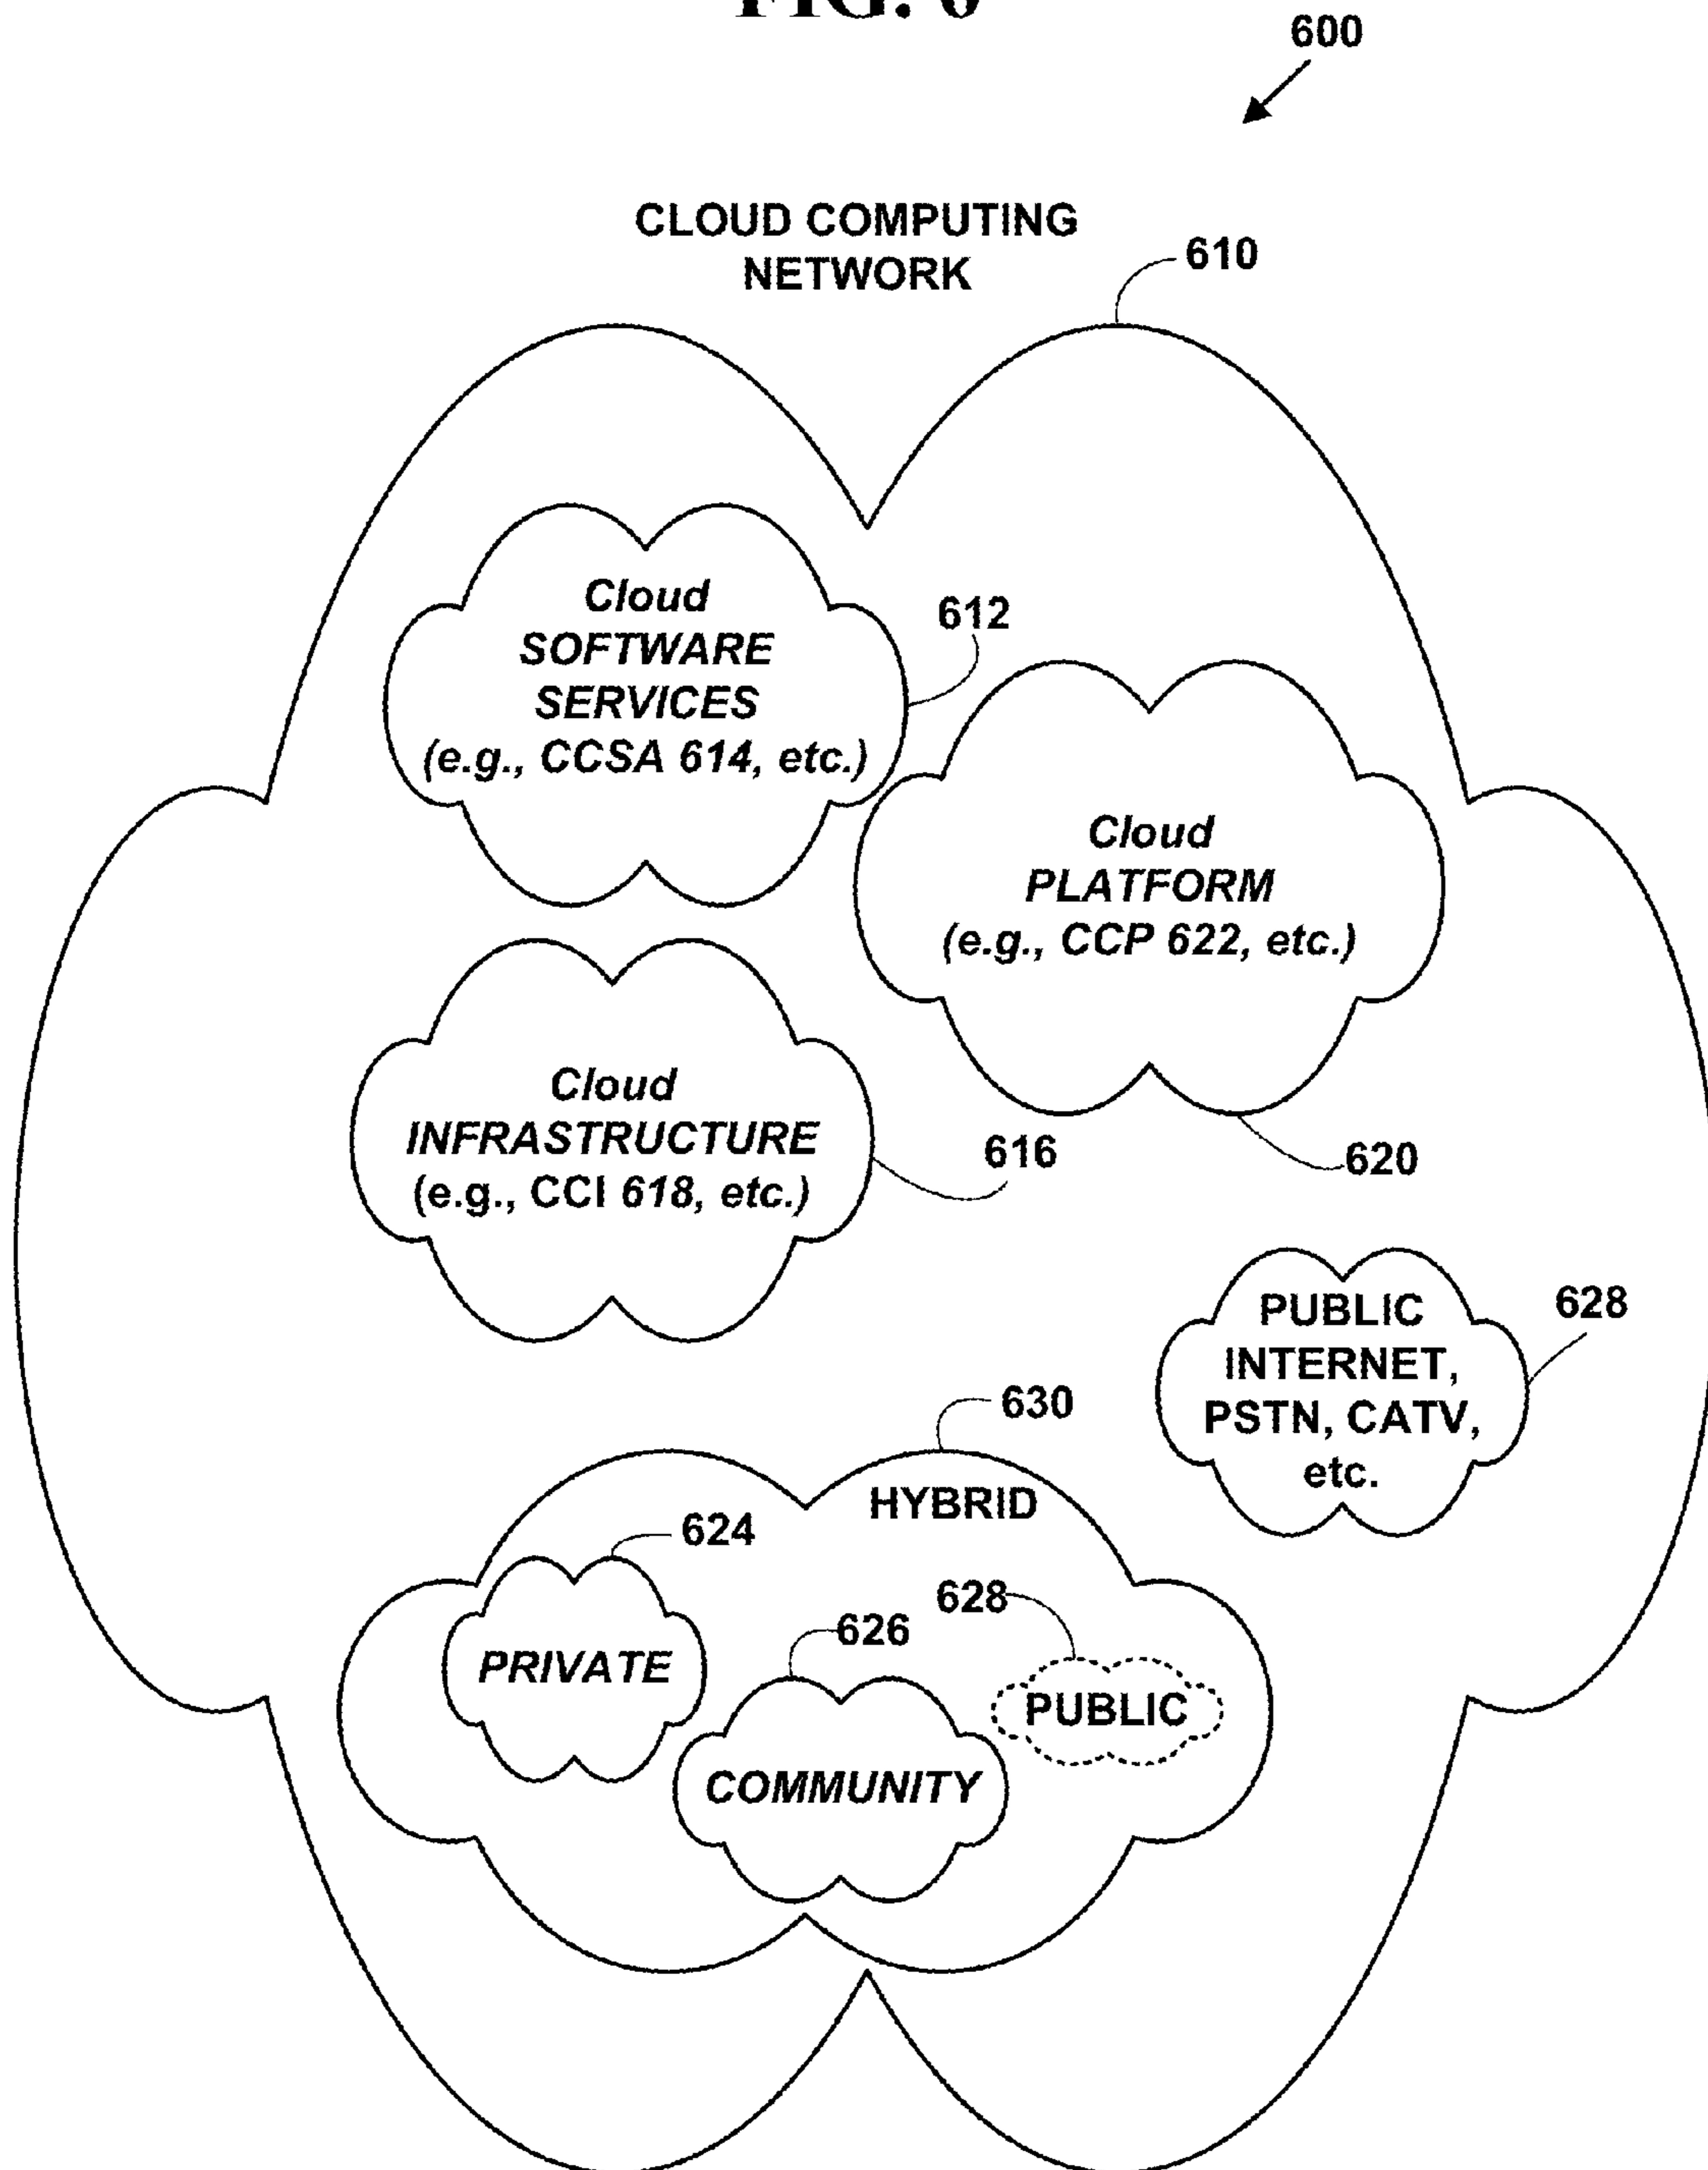 FIG. 6
600
CLOUD COMPUTING
NETWORK
610
Cloud
SOFTWARE
SERVICES
(e.g., CCSA 614, etc.)
612
Cloud
PLATFORM
(e.g., CCP 622, etc.)
620
Cloud
INFRASTRUCTURE
(e.g., CCI 618, etc.)
616
PUBLIC
INTERNET,
PSTN, CATV,
etc.
628
630
HYBRID
624
PRIVATE
626
COMMUNITY
628
PUBLIC